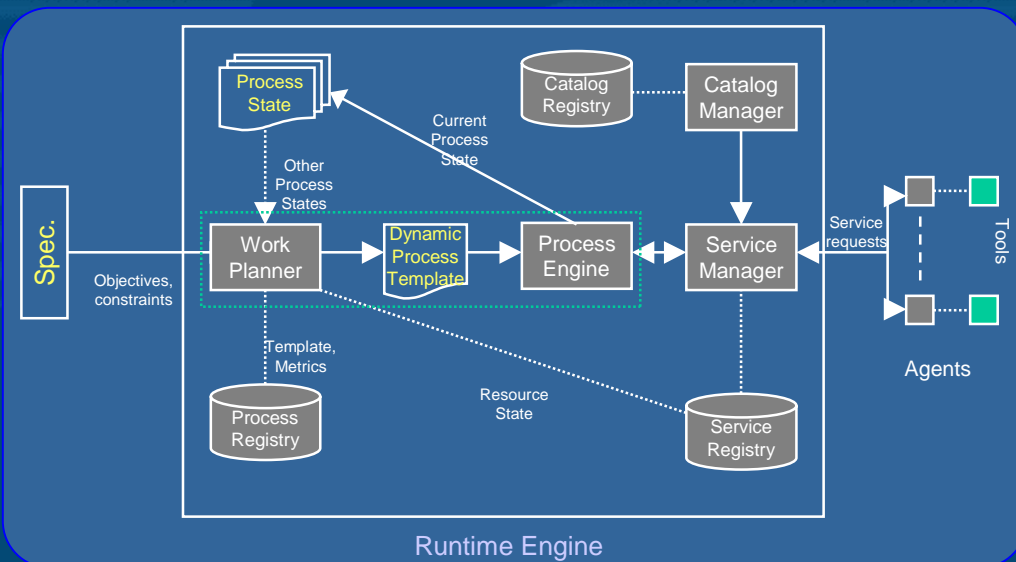 Process
State
Catalog
Registry
Catalog
Manager
Current
Process
State
Other
Process
States
Spec.
Objectives,
constraints
Work
Planner
Dynamic
Process
Template
Process
Engine
Service
Manager
Service
requests
Tools
Agents
Template,
Metrics
Process
Registry
Resource
State
Service
Registry
Runtime Engine